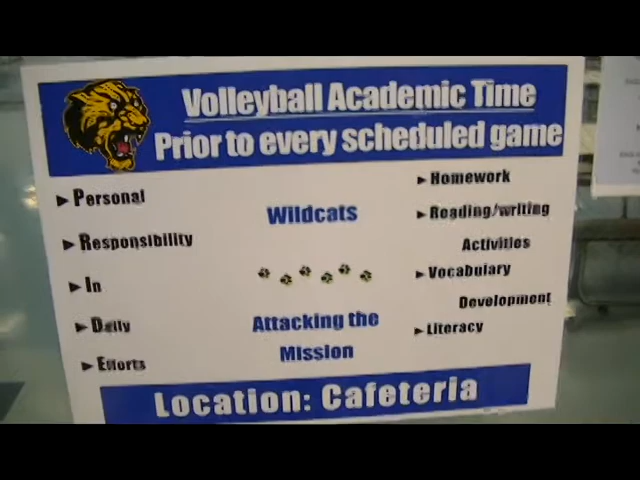 Volleyball Academic Time
Prior to every scheduled game
► Personal
► Responsibility
► In
► Daily
► Efforts
Wildcats
Attacking the
Mission
► Homework
► Reading/writing
Activities
► Vocabulary
Development
► Literacy
Location: Cafeteria